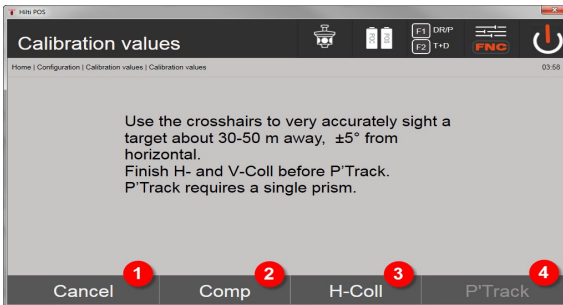 Hilti POS
Calibration values
POC
POS
F1 DR/P
F2 T+D
FNC
Home | Configuration | Calibration values | Calibration values
03:58
Use the crosshairs to very accurately sight a
target about 30-50 m away, ±5° from
horizontal.
Finish H- and V-Coll before P'Track.
P'Track requires a single prism.
1
2
3
4
Cancel
Comp
H-Coll
P'Track